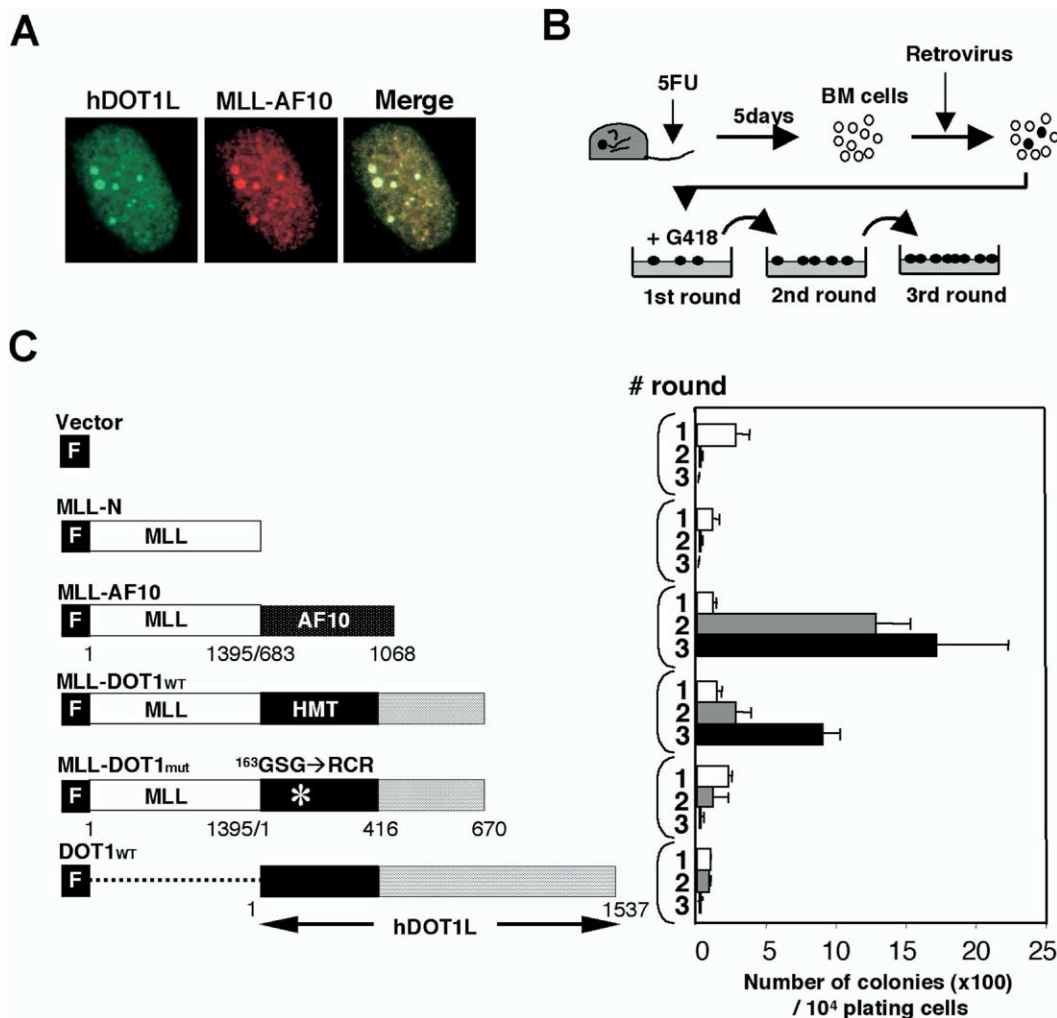 A
hDOT1L MLL-AF10 Merge
B
Retrovirus
5FU
5days
BM cells
+ G418
1st round 2nd round 3rd round
C
# round
Vector
F
1
2
3
MLL-N
F MLL
1
2
3
MLL-AF10
F MLL AF10
1 1395/683 1068
1
2
3
MLL-DOT1WT
F MLL HMT
1
2
3
MLL-DOT1mut 163GSG→RCR
F MLL *
1 1395/1 416 670
1
2
3
DOT1WT
F
1 1537
hDOT1L
1
2
3
0 5 10 15 20 25
Number of colonies (x100)
/ 10⁴ plating cells